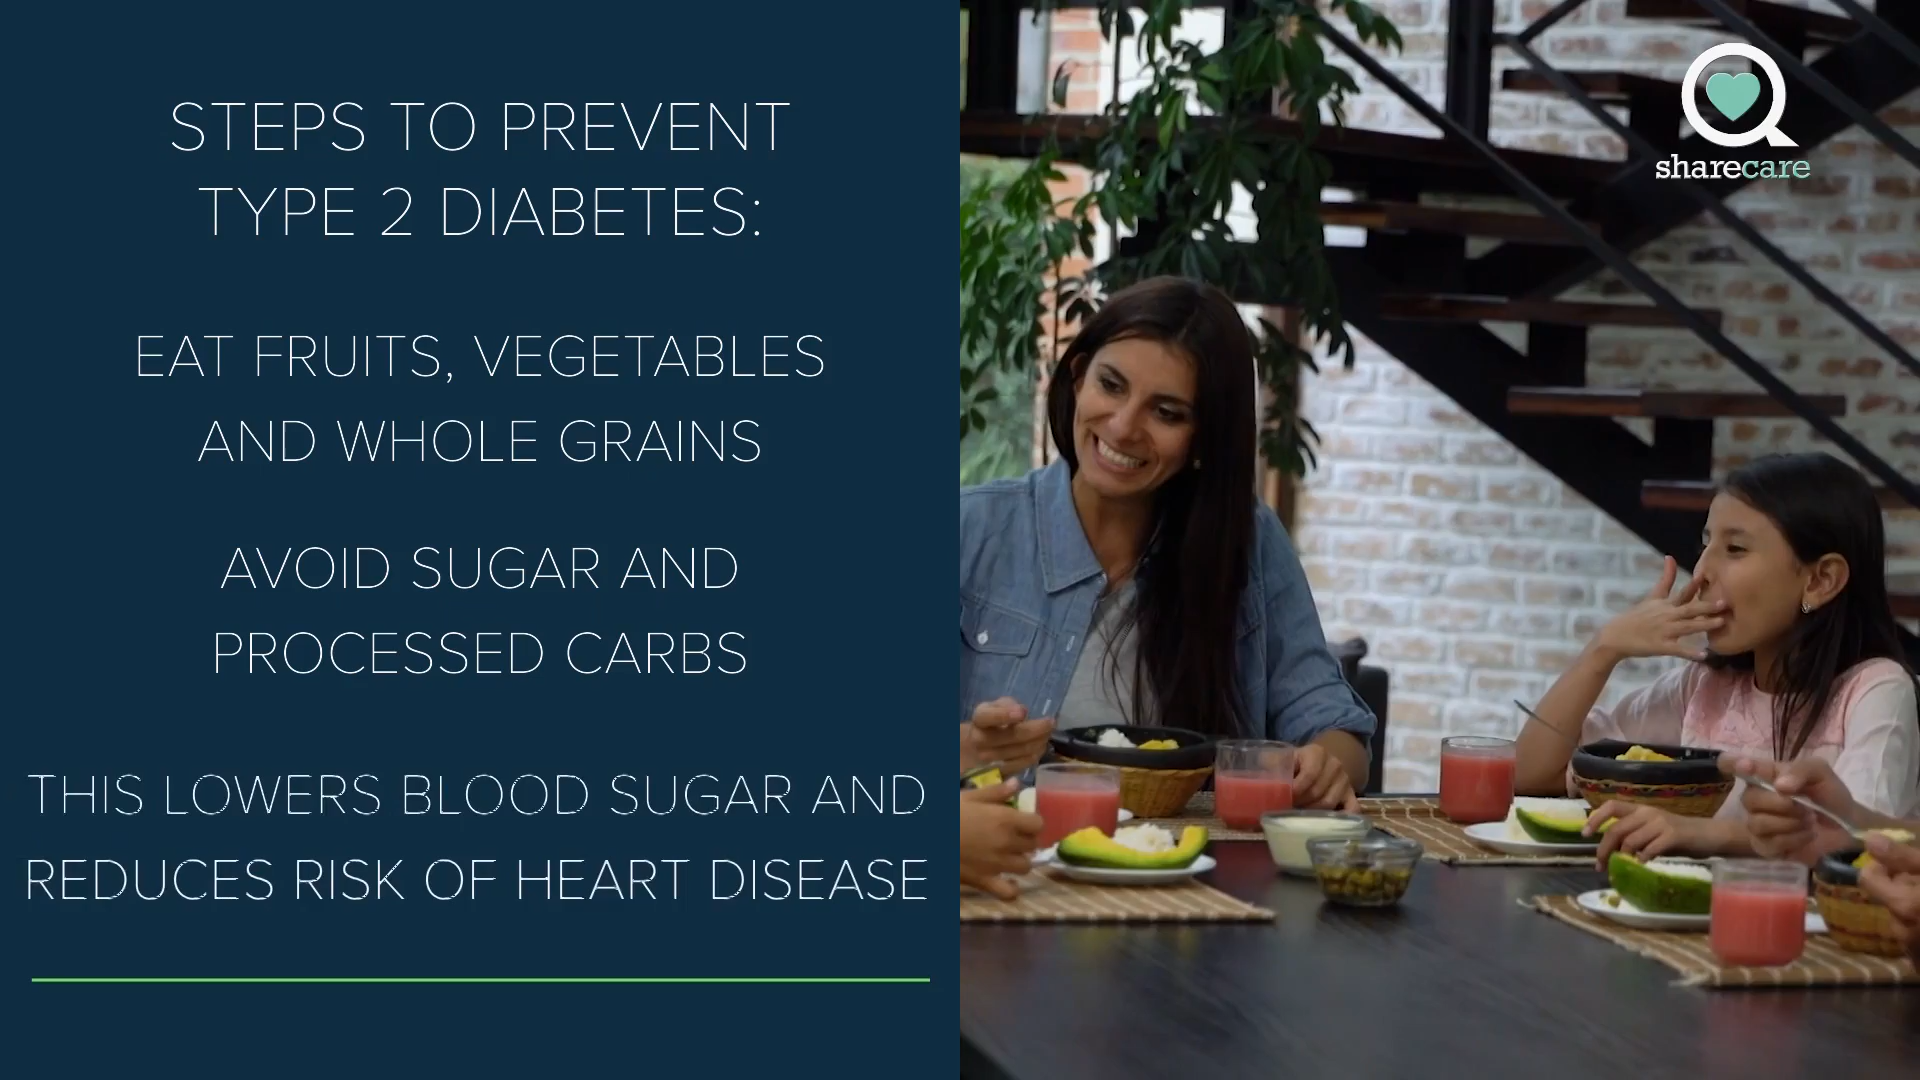 STEPS TO PREVENT
TYPE 2 DIABETES:
EAT FRUITS, VEGETABLES
AND WHOLE GRAINS
AVOID SUGAR AND
PROCESSED CARBS
THIS LOWERS BLOOD SUGAR AND
REDUCES RISK OF HEART DISEASE
sharecare